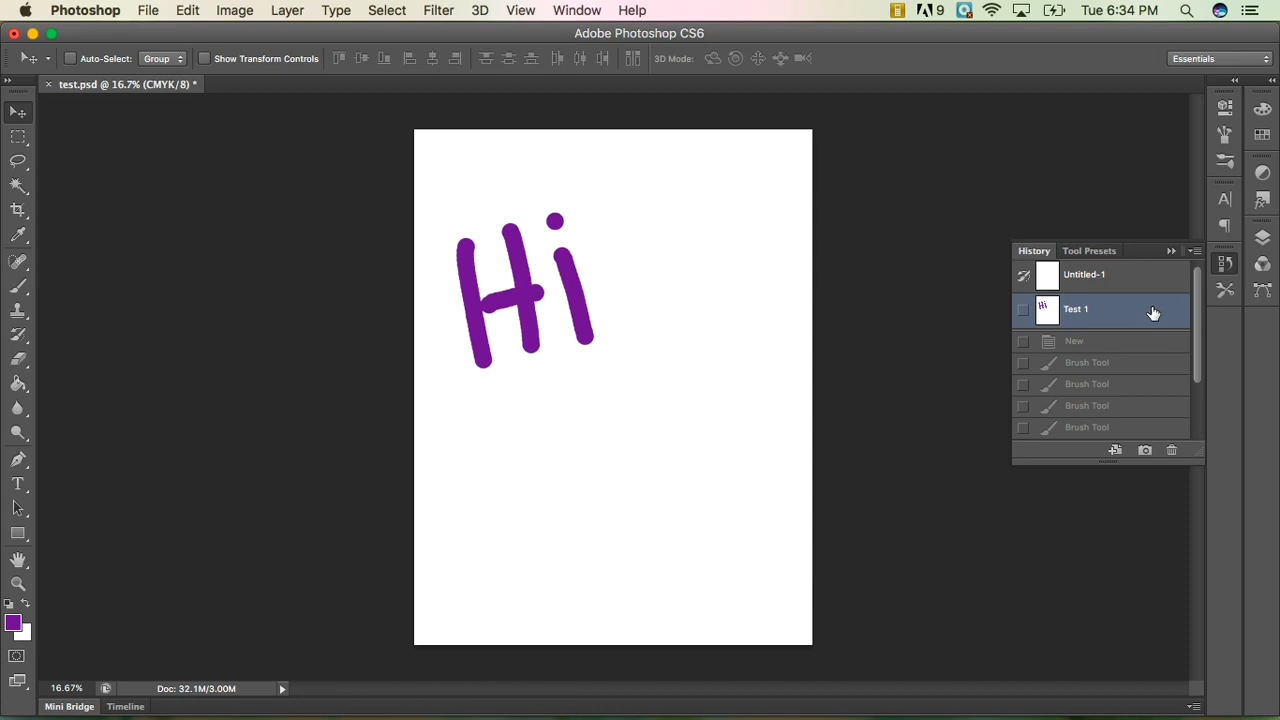 Photoshop File Edit Image Layer Type Select Filter 3D View Window Help 9 Tue 6:34 PM
Adobe Photoshop CS6
Auto-Select: Group Show Transform Controls 3D Mode: Essentials
× test.psd @ 16.7% (CMYK/8) *
Hi
History Tool Presets
Untitled-1
Hi Test 1
New
Brush Tool
Brush Tool
Brush Tool
Brush Tool
16.67% Doc: 32.1M/3.00M
Mini Bridge Timeline